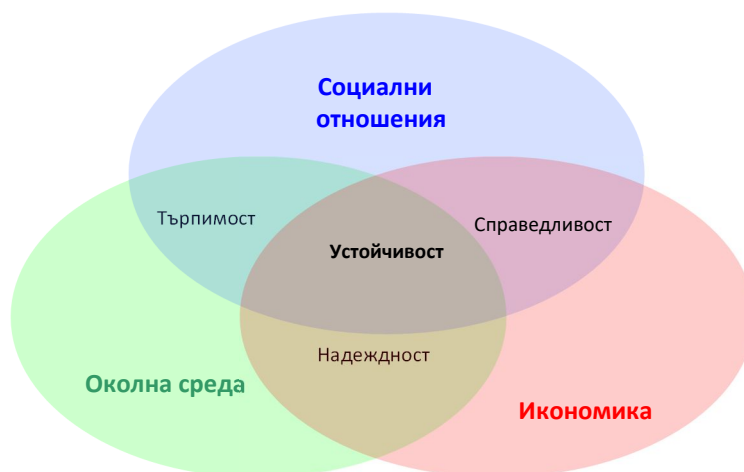 Социални
отношения
Търпимост
Справедливост
Устойчивост
Надеждност
Околна среда
Икономика